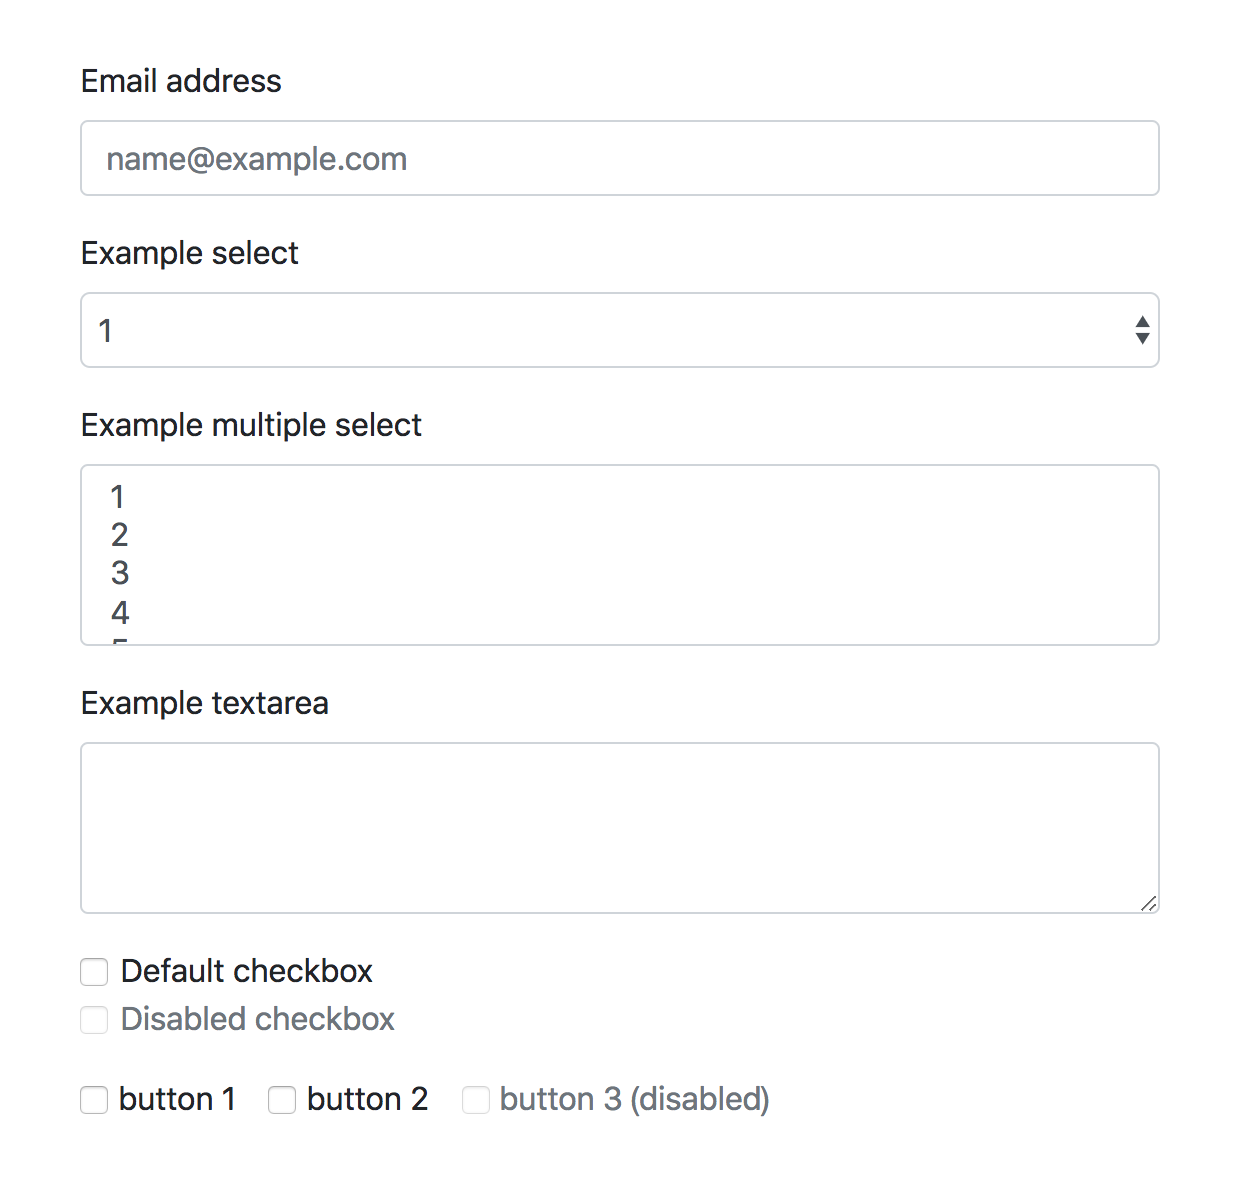 Email address
name@example.com
Example select
1
Example multiple select
1
2
3
4
Example textarea
Default checkbox
Disabled checkbox
button 1 button 2 button 3 (disabled)